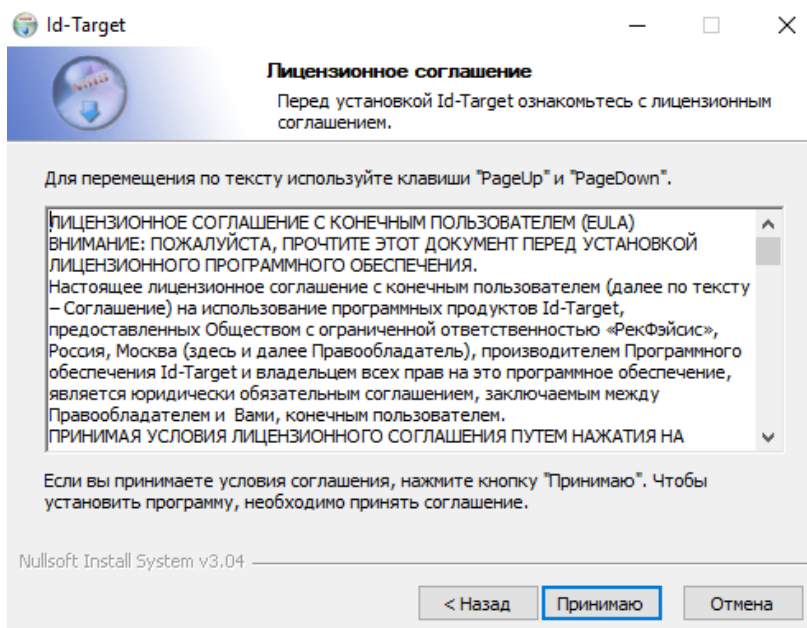 Id-Target
Лицензионное соглашение
Перед установкой Id-Target ознакомьтесь с лицензионным
соглашением.
Для перемещения по тексту используйте клавиши "PageUp" и "PageDown".
ЛИЦЕНЗИОННОЕ СОГЛАШЕНИЕ С КОНЕЧНЫМ ПОЛЬЗОВАТЕЛЕМ (EULA)
ВНИМАНИЕ: ПОЖАЛУЙСТА, ПРОЧТИТЕ ЭТОТ ДОКУМЕНТ ПЕРЕД УСТАНОВКОЙ
ЛИЦЕНЗИОННОГО ПРОГРАММНОГО ОБЕСПЕЧЕНИЯ.
Настоящее лицензионное соглашение с конечным пользователем (далее по тексту
– Соглашение) на использование программных продуктов Id-Target,
предоставленных Обществом с ограниченной ответственностью «РекФэйсис»,
Россия, Москва (здесь и далее Правообладатель), производителем Программного
обеспечения Id-Target и владельцем всех прав на это программное обеспечение,
является юридически обязательным соглашением, заключаемым между
Правообладателем и Вами, конечным пользователем.
ПРИНИМАЯ УСЛОВИЯ ЛИЦЕНЗИОННОГО СОГЛАШЕНИЯ ПУТЕМ НАЖАТИЯ НА
Если вы принимаете условия соглашения, нажмите кнопку "Принимаю". Чтобы
установить программу, необходимо принять соглашение.
Nullsoft Install System v3.04
< Назад
Принимаю
Отмена